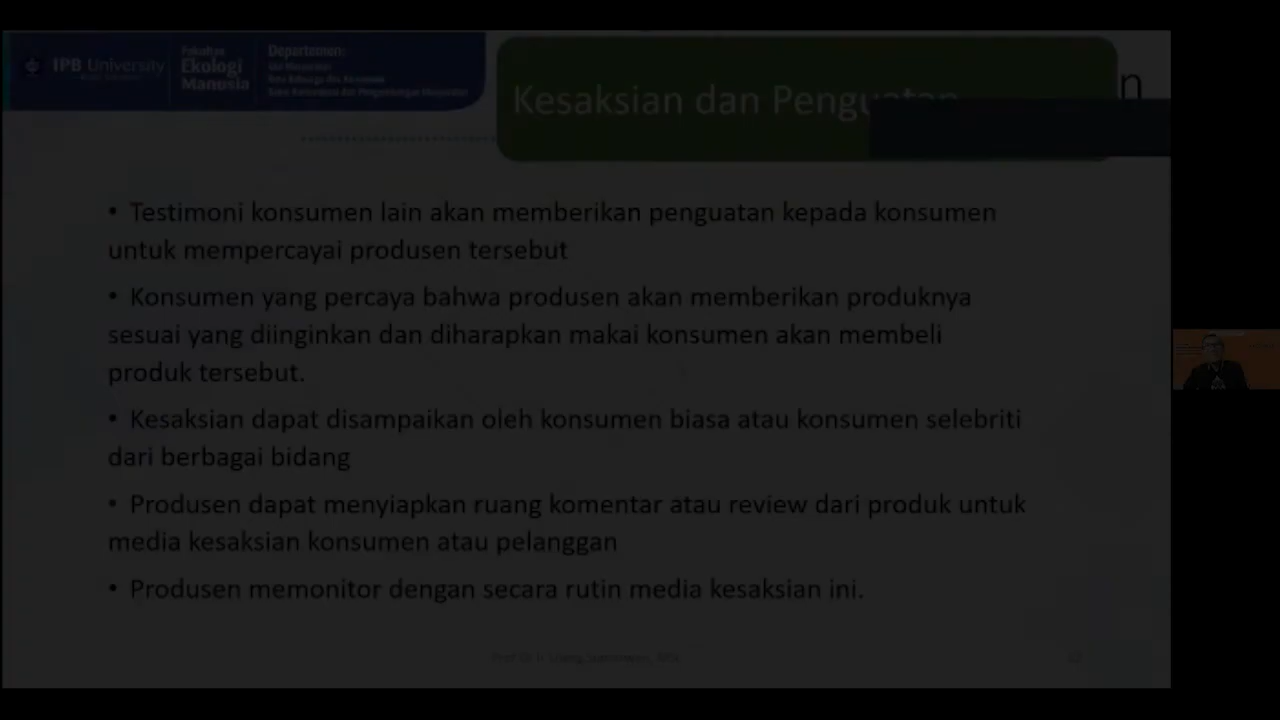 IPB University
Fakultas
Ekologi
Manusia
Departemen:
Kesaksian dan Penguatan
n
• Testimoni konsumen lain akan memberikan penguatan kepada konsumen
untuk mempercayai produsen tersebut
• Konsumen yang percaya bahwa produsen akan memberikan produknya
sesuai yang diinginkan dan diharapkan makai konsumen akan membeli
produk tersebut.
• Kesaksian dapat disampaikan oleh konsumen biasa atau konsumen selebriti
dari berbagai bidang
• Produsen dapat menyiapkan ruang komentar atau review dari produk untuk
media kesaksian konsumen atau pelanggan
• Produsen memonitor dengan secara rutin media kesaksian ini.